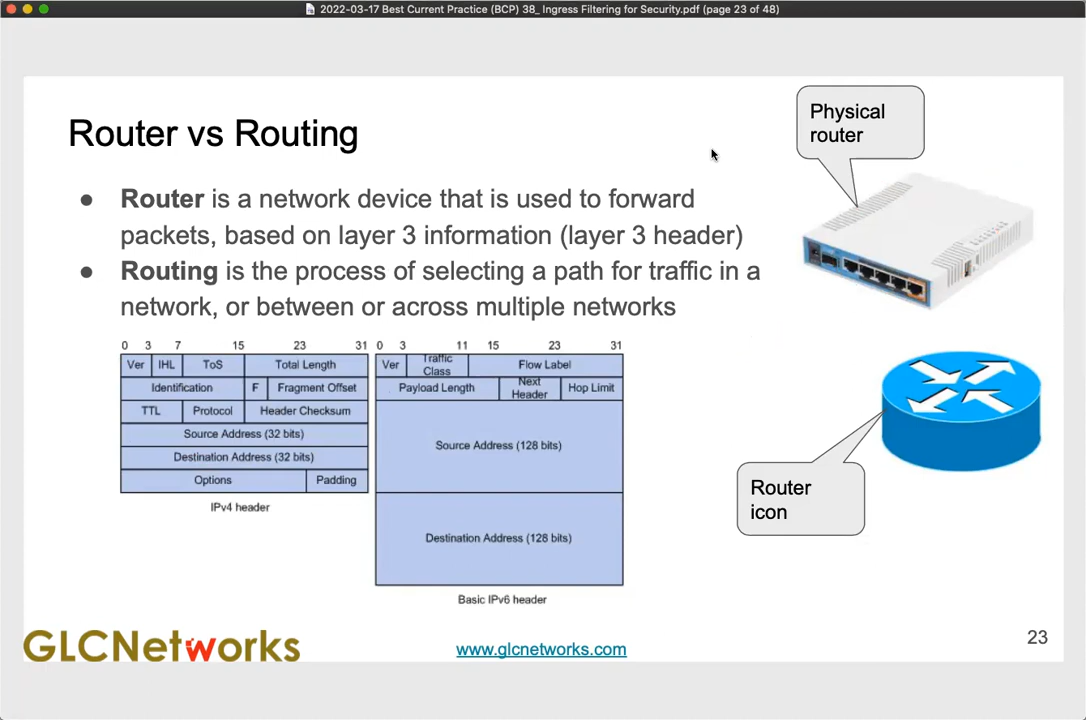 2022-03-17 Best Current Practice (BCP) 38_ Ingress Filtering for Security.pdf (page 23 of 48)
Router vs Routing
Physical
router
● Router is a network device that is used to forward
packets, based on layer 3 information (layer 3 header)
● Routing is the process of selecting a path for traffic in a
network, or between or across multiple networks
0 3 7 15 23 31
Ver IHL ToS Total Length
Identification F Fragment Offset
TTL Protocol Header Checksum
Source Address (32 bits)
Destination Address (32 bits)
Options Padding
IPv4 header
0 3 11 15 23 31
Ver Traffic Class Flow Label
Payload Length Next Header Hop Limit
Source Address (128 bits)
Destination Address (128 bits)
Basic IPv6 header
Router
icon
GLCNetworks
www.glcnetworks.com
23